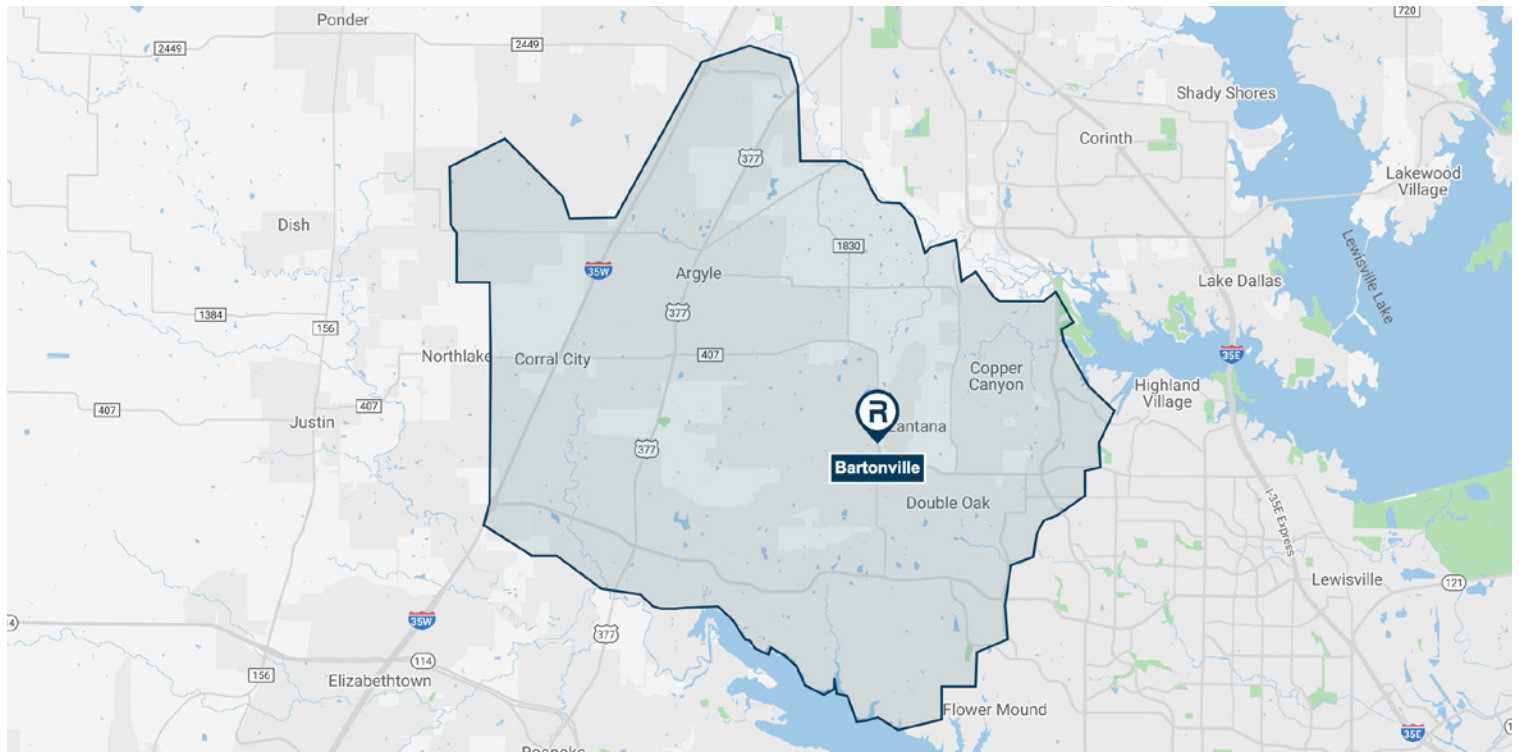 Ponder
720
2449
2449
Shady Shores
Corinth
377
Lakewood
Village
Dish
1830
35W
Argyle
Lake Dallas
Lewisville Lake
1384
377
156
Northlake
Corral City
407
35E
Copper
Canyon
Highland
Village
407
407
Justin
R
Lantana
377
Bartonville
Double Oak
I-35E Express
Lewisville
121
35W
377
114
156
Elizabethtown
Flower Mound
35E
Roanoke